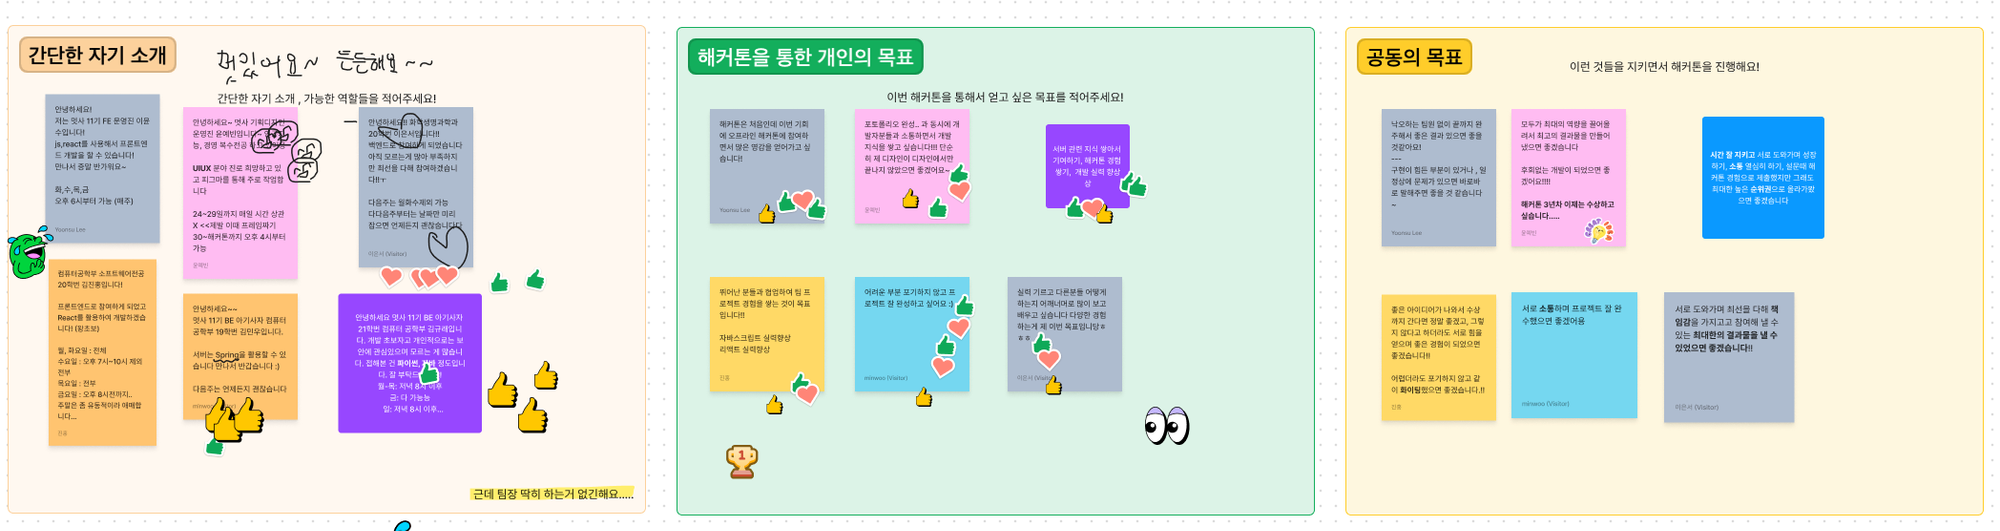 간단한 자기 소개
멋있어요~ 든든해요~~
간단한 자기 소개 , 가능한 역할들을 적어주세요!
안녕하세요!
저는 멋사 11기 FE 운영진 이윤
수입니다!
js,react를 사용해서 프론트엔
드 개발을 할 수 있습니다!
만나서 정말 반가워요~
화,수,목,금
오후 6시부터 가능 (매주)
Yoonsu Lee
안녕하세요~ 멋사 기획디자인
운영진 윤예빈입니다~
능, 경영 복수전공
UIUX 분야 진로 희망하고 있
고 피그마를 통해 주로 작업합
니다
24~29일까지 매일 시간 상관
X <<제발 이때 프레임짜기
30~해커톤까지 오후 4시부터
가능
윤예빈
안녕하세요!! 화학생명과학과
20학번 이은서입니다!!
백엔드로 참여하게 되었습니다
아직 모르는게 많아 부족하지
만 최선을 다해 참여하겠습니
다!!ㅜ
다음주는 월화수제외 가능
다다음주부터는 날짜만 미리
참으면 언제든지 괜찮습니다다
이은서 (Visitor)
컴퓨터공학부 소프트웨어전공
20학번 김진홍입니다!
프론트엔드로 참여하게 되었고
React를 활용하여 개발하겠습
니다! (왕초보)
월, 화요일 : 전체
수요일 : 오후 7시~10시 제외
전부
목요일 : 전부
금요일 : 오후 8시전까지..
주말은 좀 유동적이라 애매합
니다...
진홍
안녕하세요~~
멋사 11기 BE 아기사자 컴퓨터
공학부 19학번 김민우입니다.
서버는 Spring을 활용할 수 있
습니다 만나서 반갑습니다 :)
다음주는 언제든지 괜찮습니다
안녕하세요 멋사 11기 BE 아기사자
21학번 컴퓨터 공학부 김규래입니
다. 개발 초보자고 개인적으로는 보
안에 관심있으며 모르는 게 많습니
다. 접해본 건 파이썬, 정도입니
다. 잘 부탁드
월-목: 저녁 8시 이후
금: 다 가능능
일: 저녁 8시 이후...
근데 팀장 딱히 하는거 없긴해요.....
해커톤을 통한 개인의 목표
이번 해커톤을 통해서 얻고 싶은 목표를 적어주세요!
해커톤은 처음인데 이번 기회
에 오프라인 해커톤에 참여하
면서 많은 영감을 얻어가고 싶
습니다!
Yoonsu Lee
포토폴리오 완성.. 과 동시에 개
발자분들과 소통하면서 개발
지식을 쌓고 싶습니다!!! 단순
히 제 디자인이 디자인에서만
끝나지 않았으면 좋겠어요~
윤예빈
서버 관련 지식 쌓아서
기여하기, 해커톤 경험
쌓기, 개발 실력 향상
상
뛰어난 분들과 협업하여 팀 프
로젝트 경험을 쌓는 것이 목표
입니다!!
자바스크립트 실력향상
리액트 실력향상
진홍
어려운 부분 포기하지 않고 프
로젝트 잘 완성하고 싶어요 :)
minwoo (Visitor)
실력 기르고 다른분들 어떻게
하는지 어깨너머로 많이 보고
배우고 싶습니다 다양한 경험
하는게 제 이번 목표입니당ㅎ
ㅎㅎ
이은서 (Visitor)
1
공동의 목표
이런 것들을 지키면서 해커톤을 진행해요!
낙오하는 팀원 없이 끝까지 완
주해서 좋은 결과 있으면 좋을
것같아요!
---
구현이 힘든 부분이 있거나 , 일
정상에 문제가 있으면 바로바
로 말해주면 좋을 것 같습니다
~
Yoonsu Lee
모두가 최대의 역량을 끌어올
려서 최고의 결과물을 만들어
냈으면 좋겠습니다
후회없는 개발이 되었으면 좋
겠어요!!!!
해커톤 3년차 이제는 수상하고
싶습니다.....
윤예빈
시간 잘 지키고 서로 도와가며 성장
하기, 소통 열심히 하기, 설문때 해
커톤 경험으로 제출했지만 그래도
최대한 높은 순위권으로 올라가봤
으면 좋겠습니다
좋은 아이디어가 나와서 수상
까지 간다면 정말 좋겠고, 그렇
지 않다고 하더라도 서로 힘을
얻으며 좋은 경험이 되었으면
좋겠습니다!!
어렵더라도 포기하지 않고 같
이 화이팅했으면 좋겠습니다.!!
진홍
서로 소통하며 프로젝트 잘 완
수했으면 좋겠어용
minwoo (Visitor)
서로 도와가며 최선을 다해 책
임감을 가지고고 참여해 낼 수
있는 최대한의 결과물을 낼 수
있었으면 좋겠습니다!!
이은서 (Visitor)